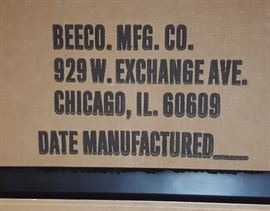 BEECO. MFG. CO.
929 W. EXCHANGE AVE.
CHICAGO, IL. 60609
DATE MANUFACTURED____